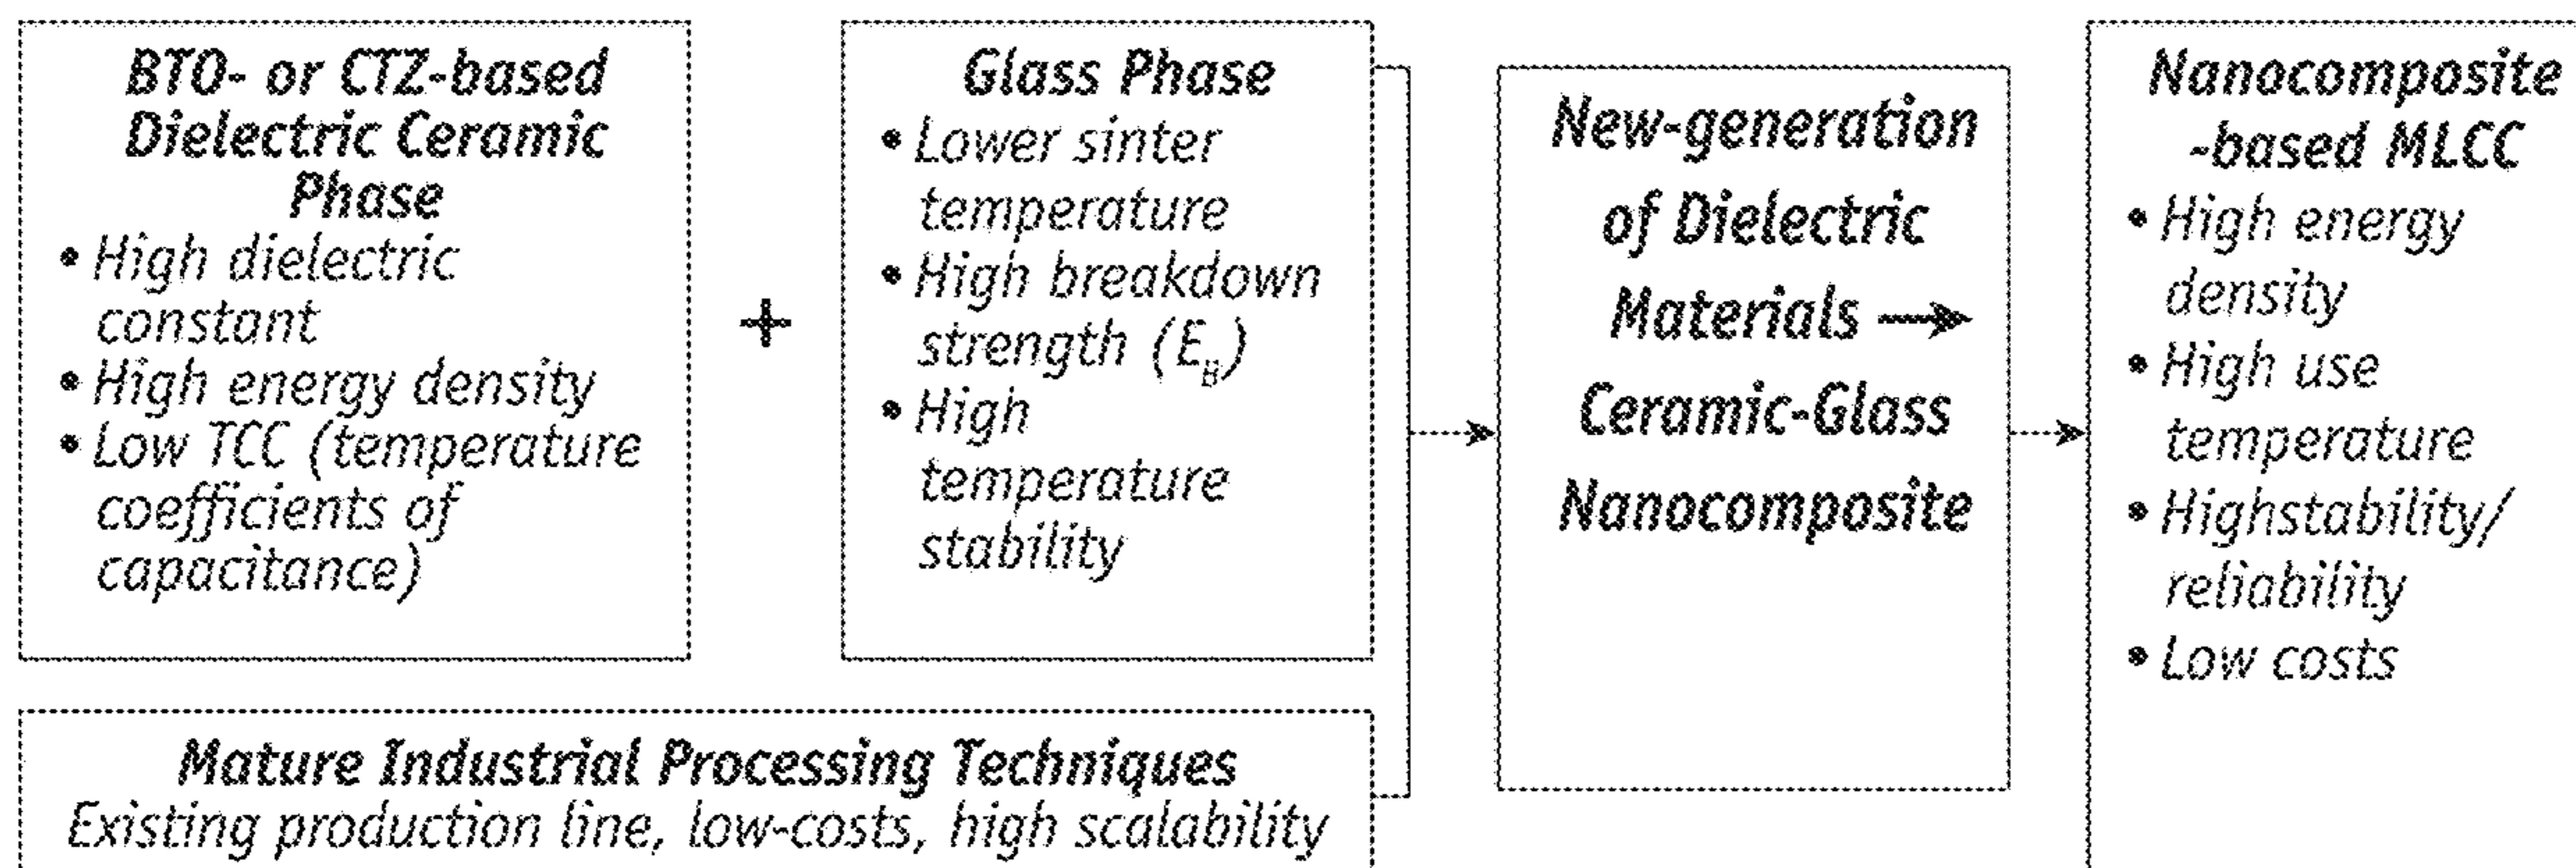 BTO- or CTZ-based
Dielectric Ceramic
Phase
• High dielectric
constant
• High energy density
• Low TCC (temperature
coefficients of
capacitance)
+
Glass Phase
• Lower sinter
temperature
• High breakdown
strength (E_B)
• High
temperature
stability
Mature Industrial Processing Techniques
Existing production line, low-costs, high scalability
New-generation
of Dielectric
Materials →
Ceramic-Glass
Nanocomposite
Nanocomposite
-based MLCC
• High energy
density
• High use
temperature
• Highstability/
reliability
• Low costs